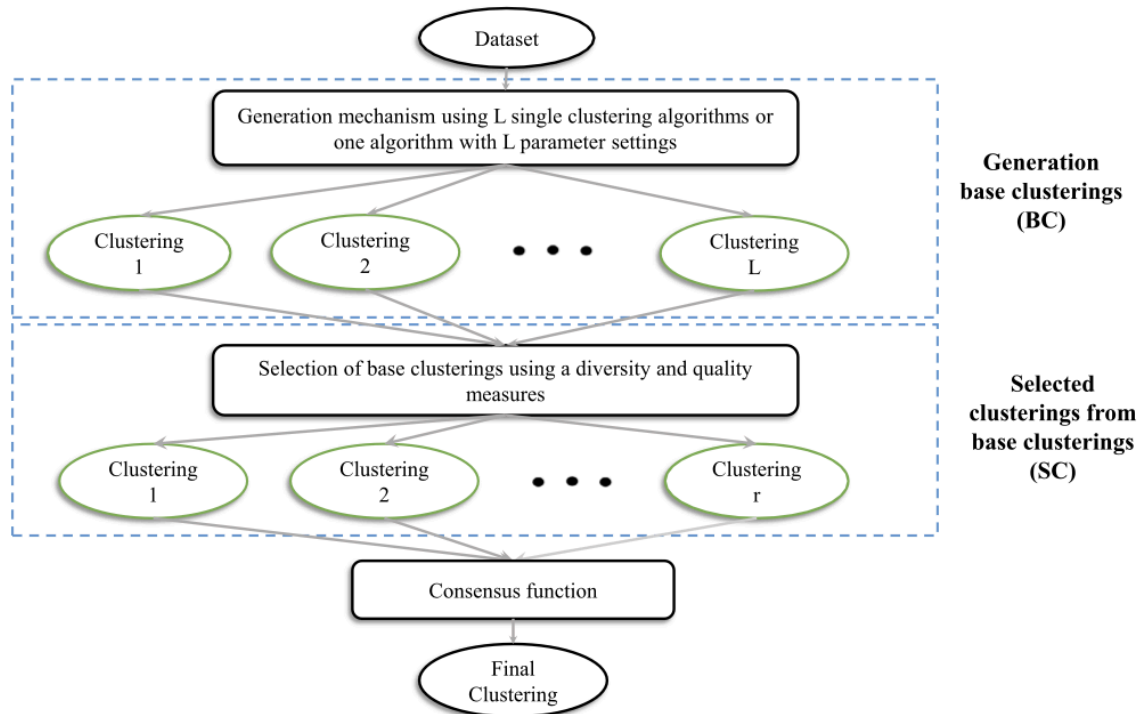 Dataset
Generation mechanism using L single clustering algorithms or
one algorithm with L parameter settings
Generation
base clusterings
(BC)
Clustering
1
Clustering
2
Clustering
L
Selection of base clusterings using a diversity and quality
measures
Selected
clusterings from
base clusterings
(SC)
Clustering
1
Clustering
2
Clustering
r
Consensus function
Final
Clustering